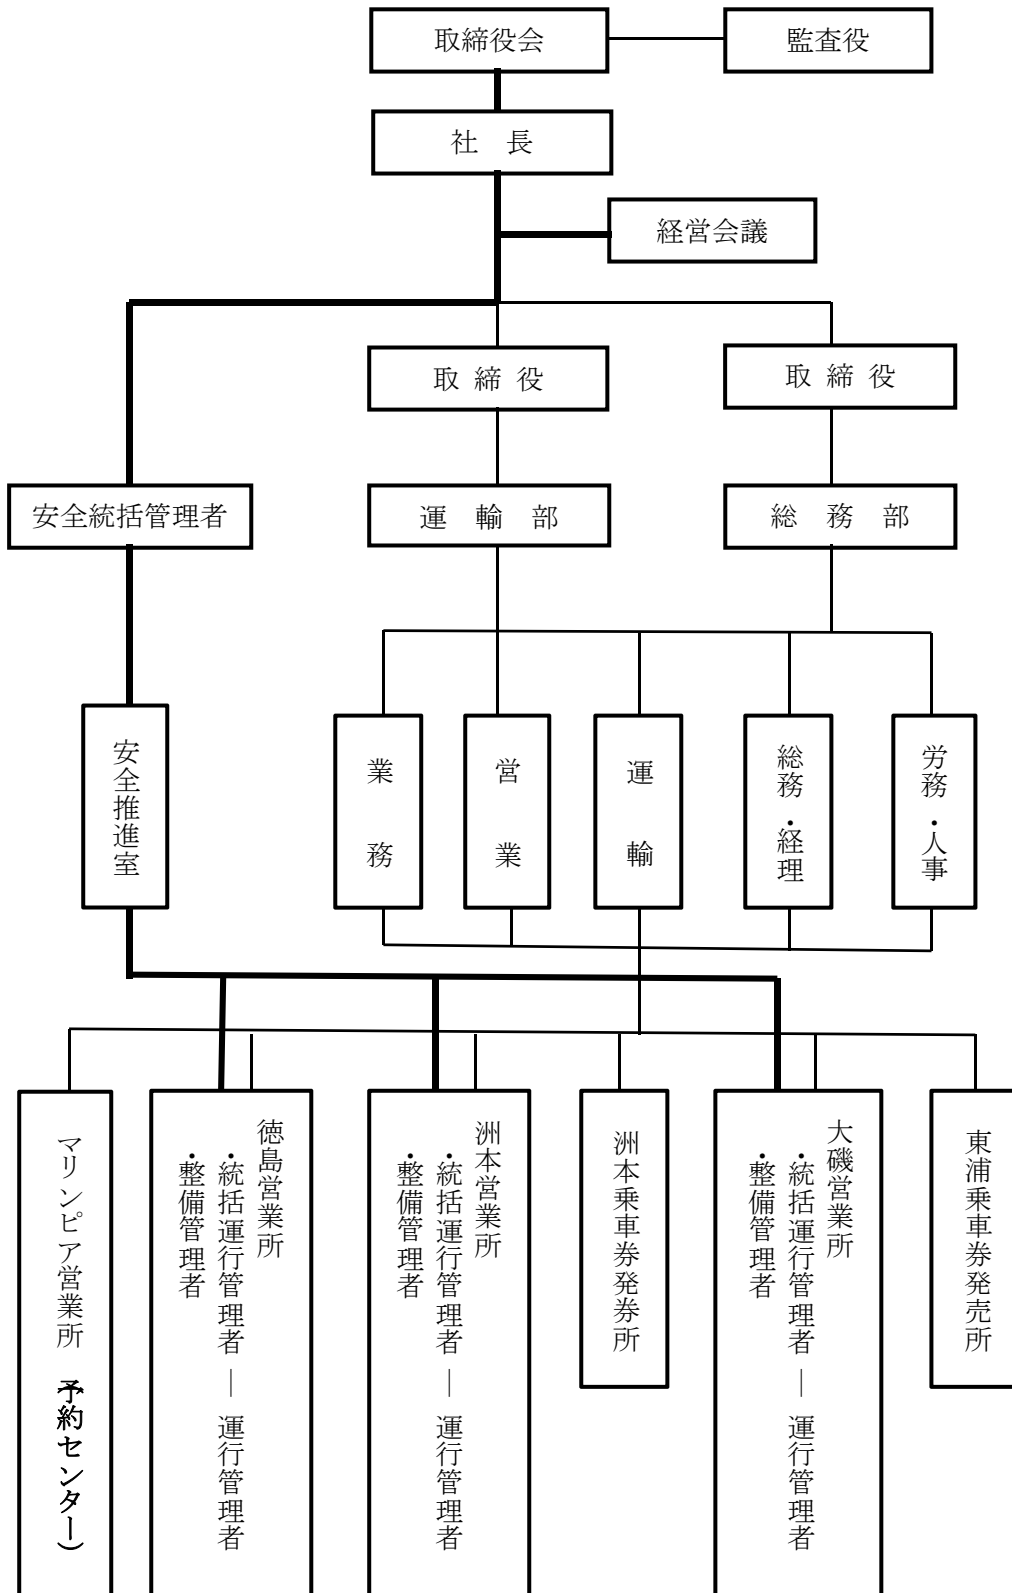 取締役会
監査役
社　長
経営会議
取 締 役
取 締 役
安全統括管理者
運　輸　部
総　務　部
安全推進室
業　務
営　業
運　輸
総務・経理
労務・人事
マリンピア営業所　予約センター）
徳島営業所
・統括運行管理者 ― 運行管理者
・整備管理者
洲本営業所
・統括運行管理者 ― 運行管理者
・整備管理者
洲本乗車券発券所
大磯営業所
・統括運行管理者 ― 運行管理者
・整備管理者
東浦乗車券発売所